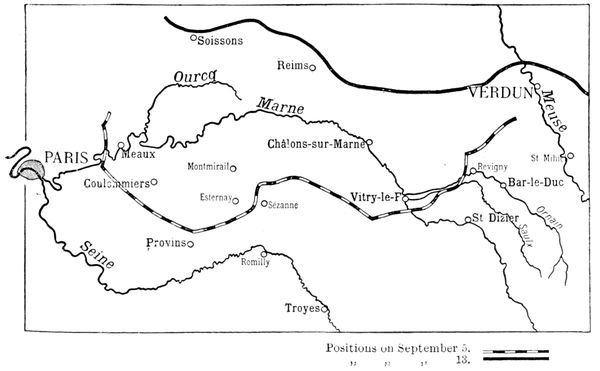 Soissons
Reims
Ourcq
VERDUN
Marne
Meuse
Châlons-sur-Marne
PARIS
Meaux
St Mihiel
Montmirail
Revigny
Coulommiers
Bar-le-Duc
Esternay
Sézanne
Vitry-le-F
Ornain
St Dizier
Saulx
Provins
Seine
Romilly
Troyes
Positions on September 5.
„ „ „ 13.